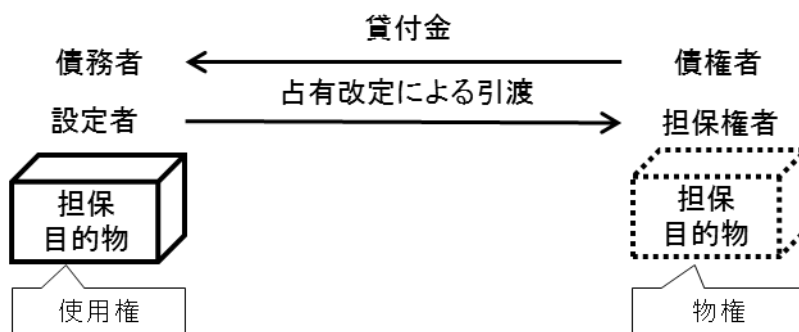 貸付金
債務者
債権者
占有改定による引渡
設定者
担保権者
担保
目的物
担保
目的物
使用権
物権